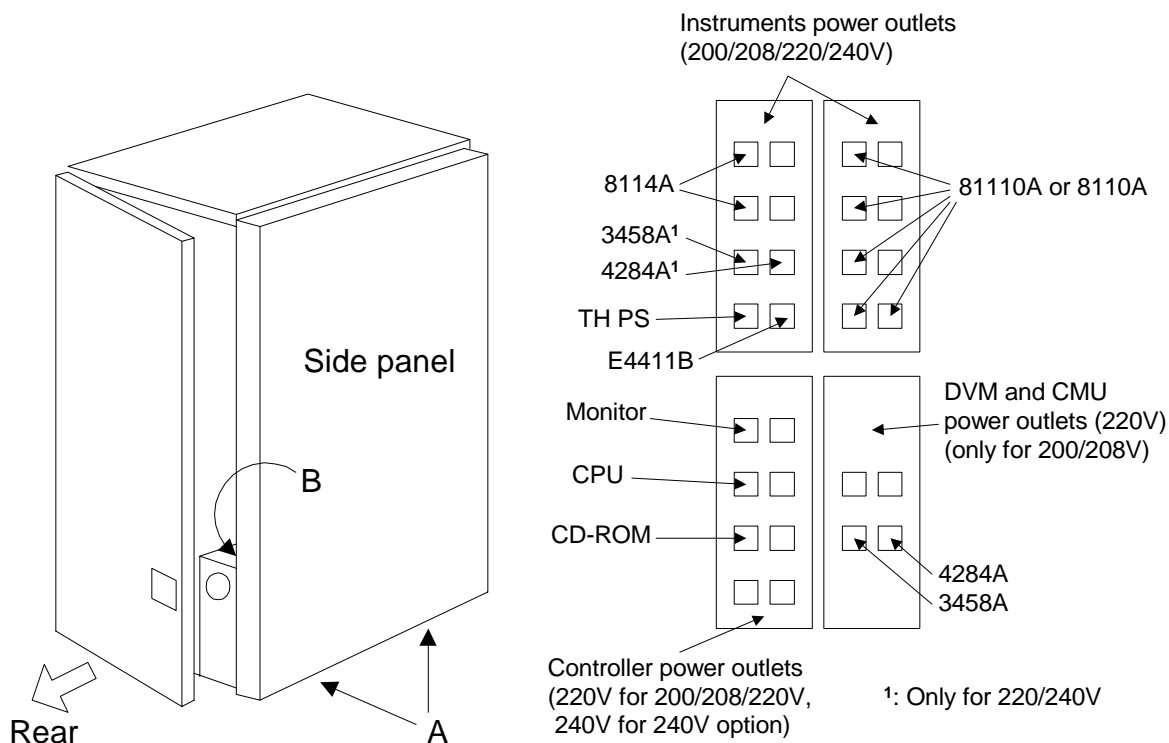 Instruments power outlets
(200/208/220/240V)
8114A
81110A or 8110A
3458A¹
4284A¹
TH PS
E4411B
Side panel
B
Monitor
DVM and CMU
power outlets (220V)
(only for 200/208V)
CPU
CD-ROM
4284A
3458A
Controller power outlets
(220V for 200/208/220V,
240V for 240V option)
¹: Only for 220/240V
Rear
A